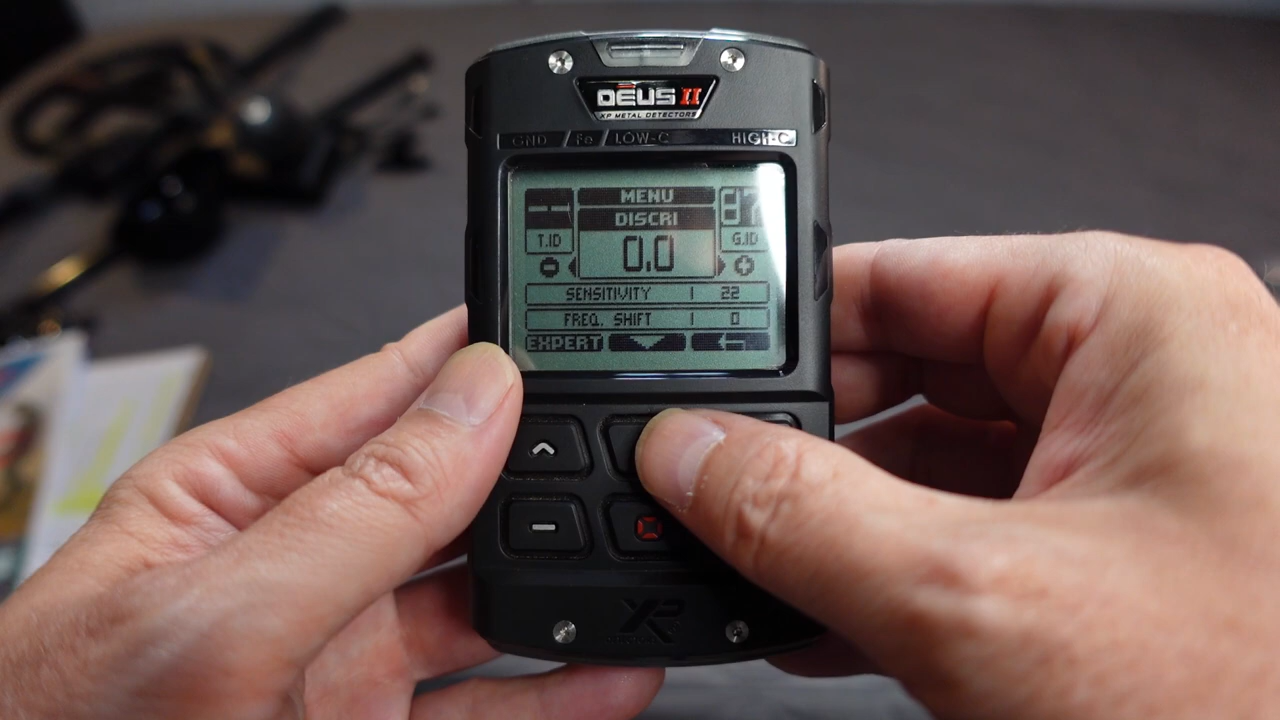 DEUS II
XP METAL DETECTORS
GND Fe LOW-C HIGH-C
MENU
DISCRI
T.ID 0.0 G.ID
SENSITIVITY 22
FREQ. SHIFT 0
EXPERT
XP